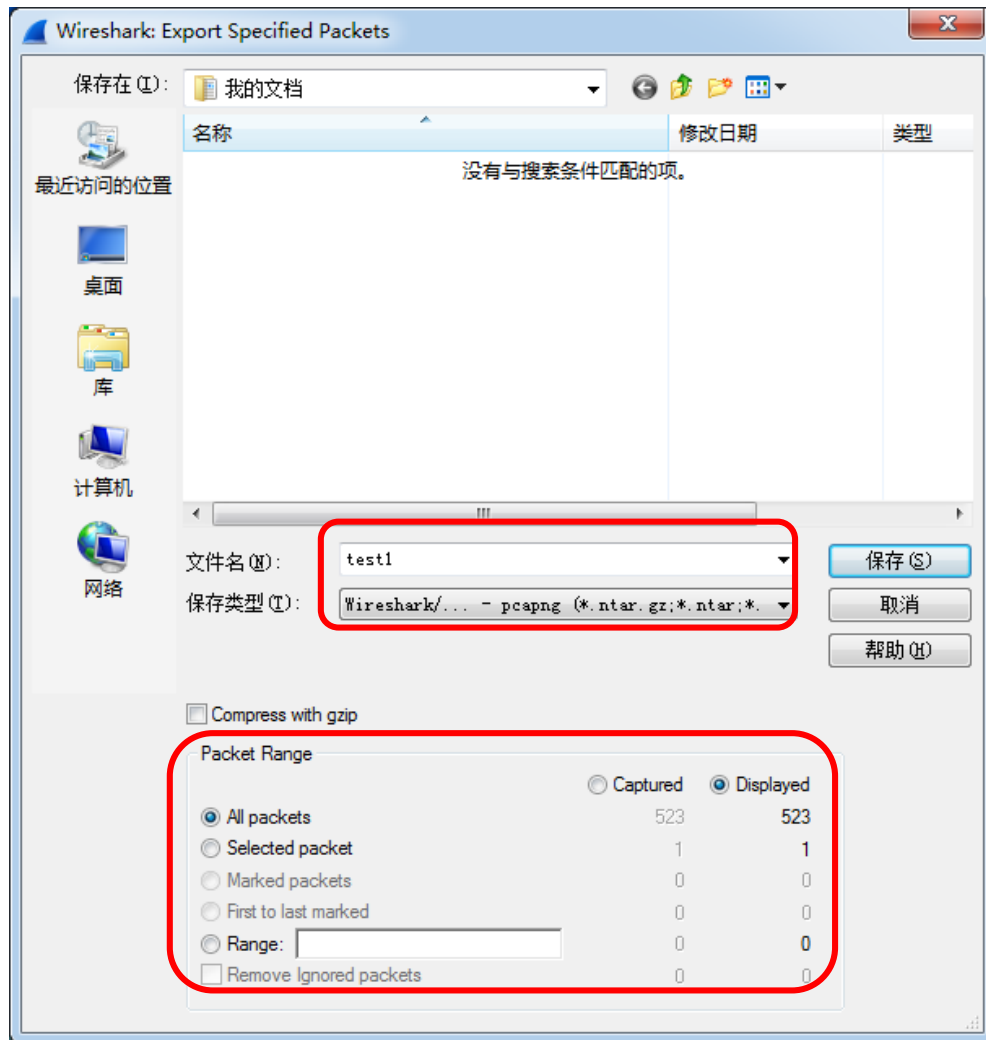 Wireshark: Export Specified Packets
保存在(I):
我的文档
名称
修改日期
类型
没有与搜索条件匹配的项。
最近访问的位置
桌面
库
计算机
网络
文件名(N):
test1
保存(S)
保存类型(T):
Wireshark/... - pcapng (*.ntar.gz;*.ntar;*.
取消
帮助(H)
Compress with gzip
Packet Range
Captured Displayed
All packets 523 523
Selected packet 1 1
Marked packets 0 0
First to last marked 0 0
Range: 0 0
Remove Ignored packets 0 0